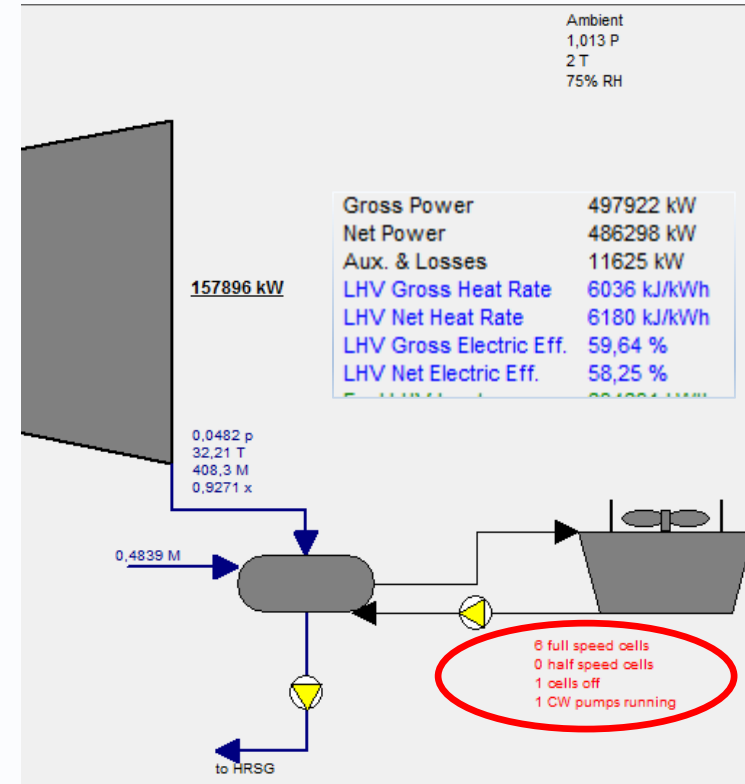 Ambient
1,013 P
2 T
75% RH
Gross Power 497922 kW
Net Power 486298 kW
Aux. & Losses 11625 kW
LHV Gross Heat Rate 6036 kJ/kWh
LHV Net Heat Rate 6180 kJ/kWh
LHV Gross Electric Eff. 59,64 %
LHV Net Electric Eff. 58,25 %
157896 kW
0,0482 p
32,21 T
408,3 M
0,9271 x
0,4839 M
6 full speed cells
0 half speed cells
1 cells off
1 CW pumps running
to HRSG